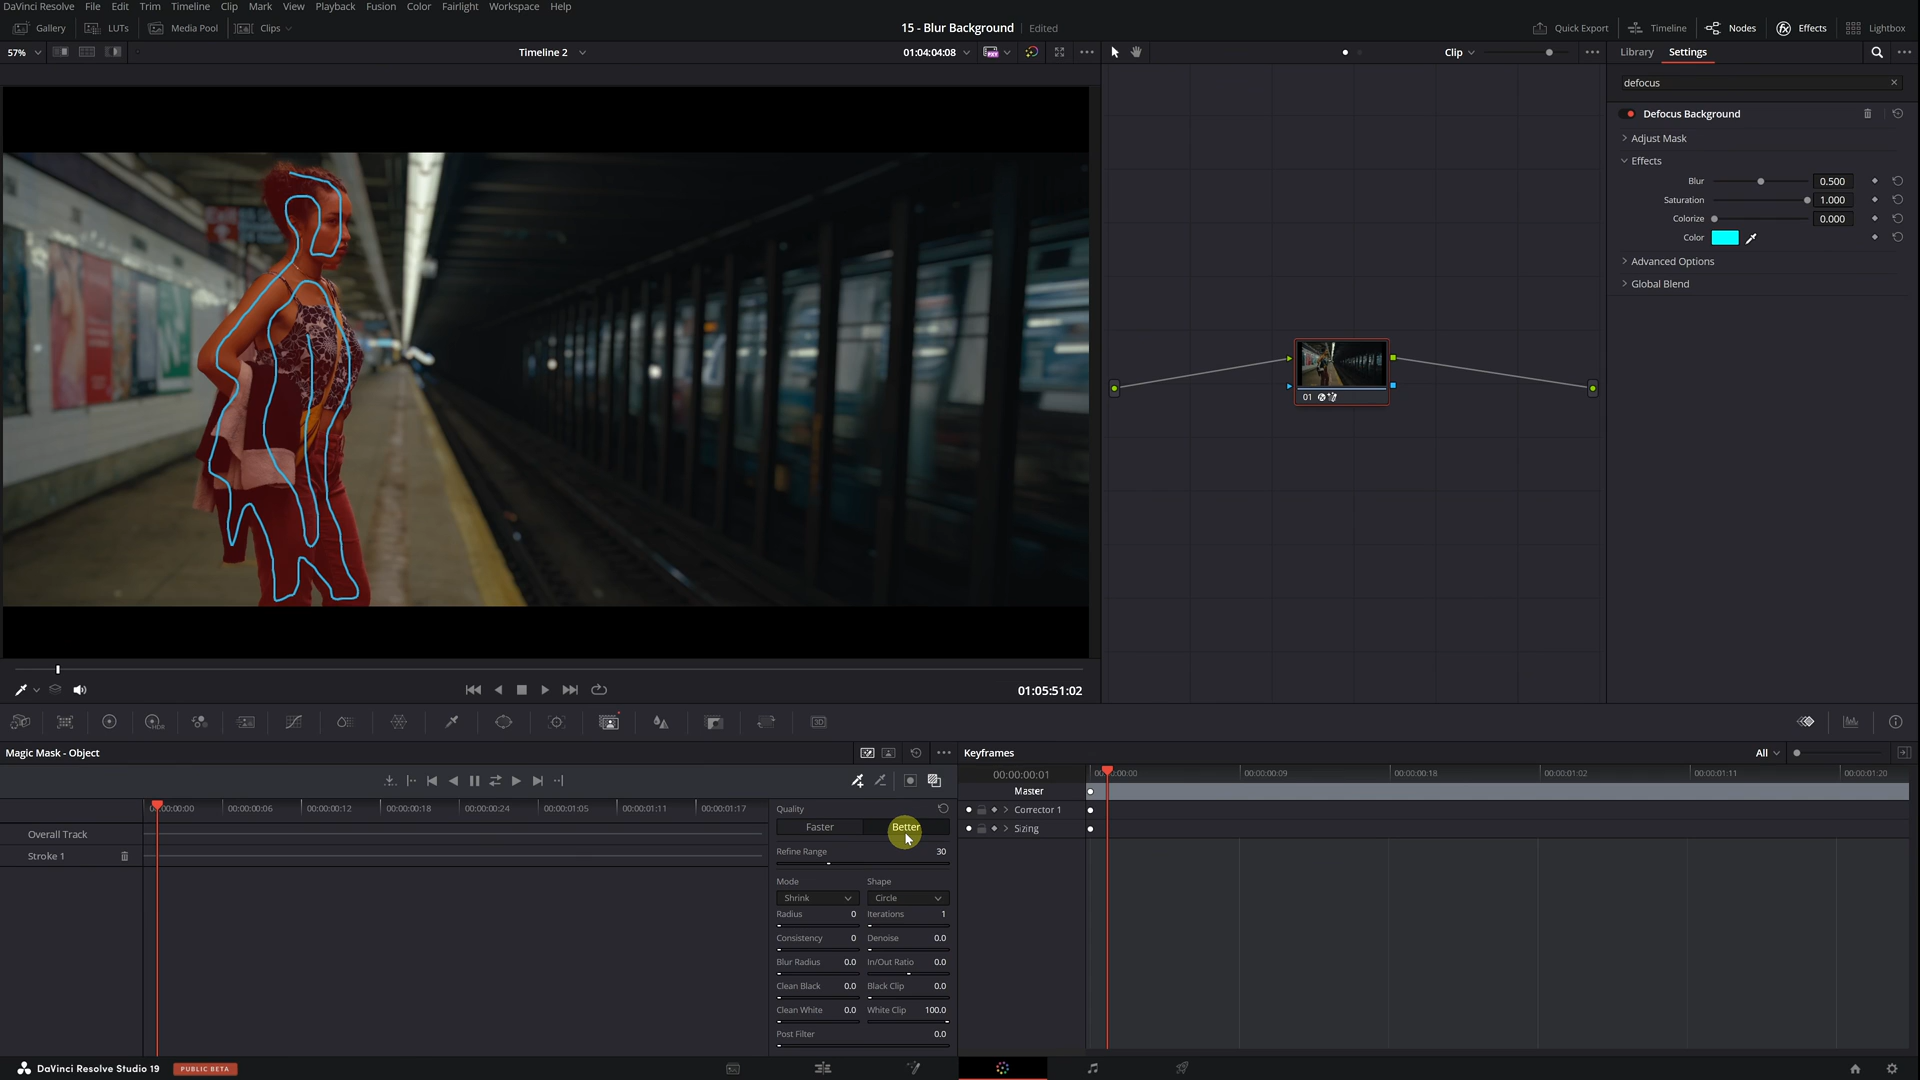 DaVinci Resolve File Edit Trim Timeline Clip Mark View Playback Fusion Color Fairlight Workspace Help
Gallery LUTs Media Pool Clips 15 - Blur Background Edited Quick Export Timeline Nodes Effects Lightbox
57% Timeline 2 01:04:04:08 Clip Library Settings
defocus
Defocus Background
Adjust Mask
Effects
Blur 0.500
Saturation 1.000
Colorize 0.000
Color
Advanced Options
Global Blend
Exit
01
01:05:51:02
Magic Mask - Object
Keyframes
All
00:00:00:01
00:00:00:00 00:00:00:09 00:00:00:18 00:00:01:02 00:00:01:11 00:00:01:20
Master
Corrector 1
Sizing
00:00:00:00 00:00:00:06 00:00:00:12 00:00:00:18 00:00:00:24 00:00:01:05 00:00:01:11 00:00:01:17
Overall Track
Stroke 1
Quality
Faster Better
Refine Range 30
Mode Shape
Shrink Circle
Radius 0 Iterations 1
Consistency 0 Denoise 0.0
Blur Radius 0.0 In/Out Ratio 0.0
Clean Black 0.0 Black Clip 0.0
Clean White 0.0 White Clip 100.0
Post Filter 0.0
DaVinci Resolve Studio 19 PUBLIC BETA